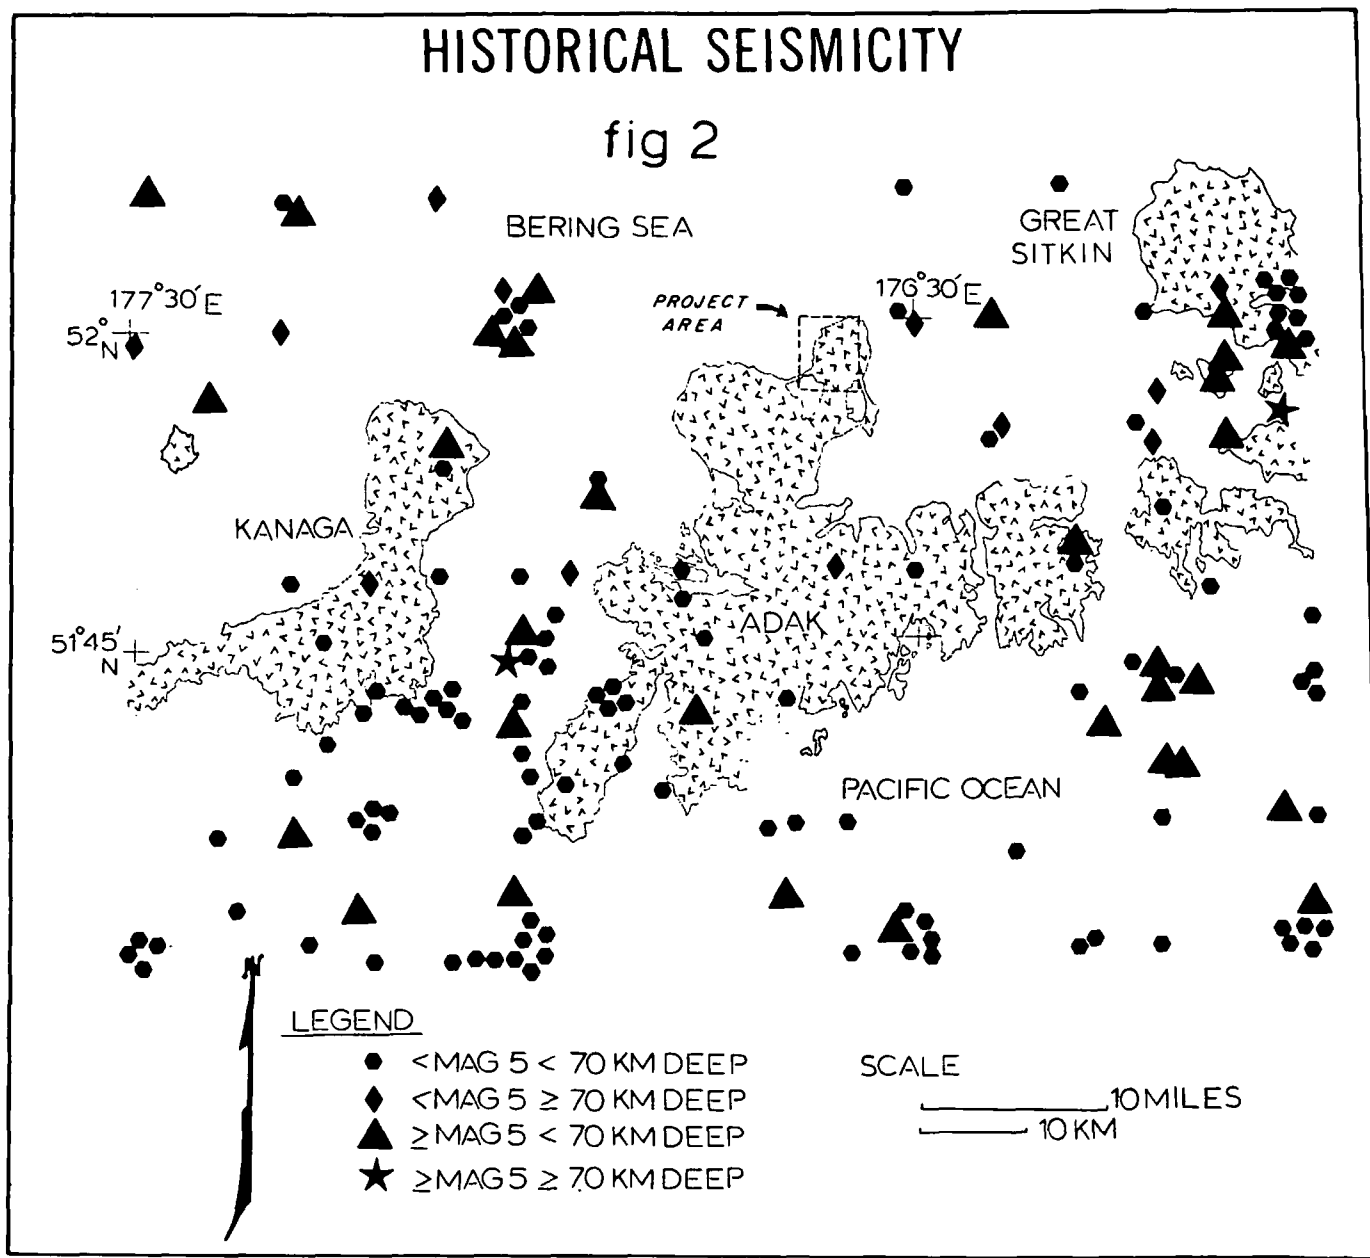 HISTORICAL SEISMICITY
fig 2
BERING SEA
GREAT
SITKIN
177°30'E
PROJECT
AREA
176°30'E
52°
N
KANAGA
ADAK
51°45'
N
PACIFIC OCEAN
N
LEGEND
<MAG 5 < 70 KM DEEP
<MAG 5 ≥ 70 KM DEEP
≥MAG 5 < 70 KM DEEP
≥MAG 5 ≥ 70 KM DEEP
SCALE
10 MILES
10 KM